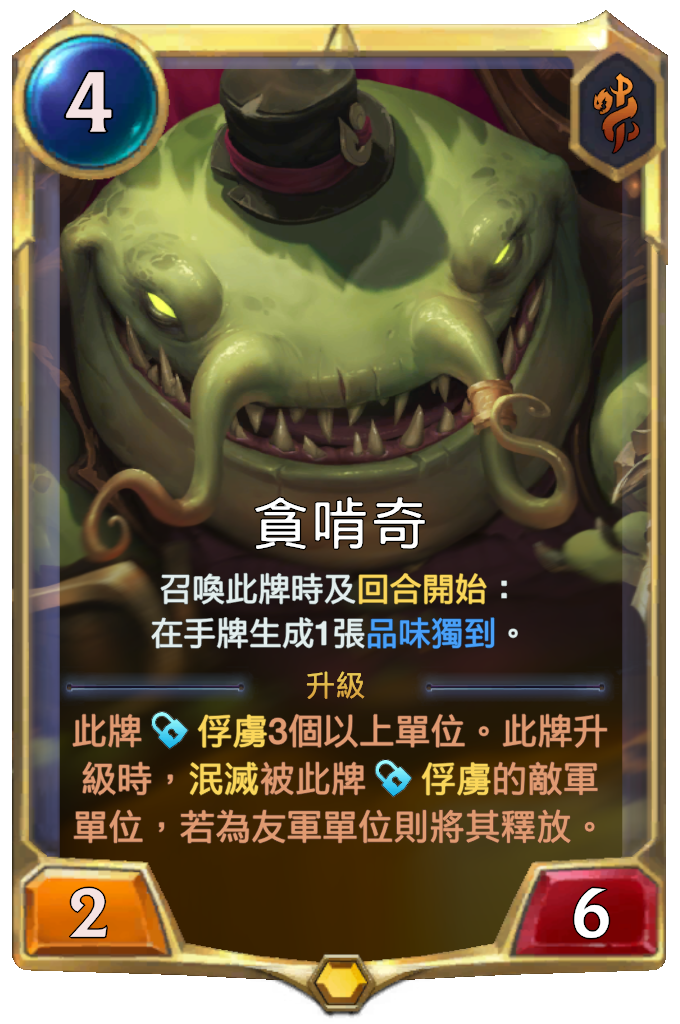 4
貪啃奇
召喚此牌時及回合開始：
在手牌生成1張品味獨到。
升級
此牌 俘虜3個以上單位。此牌升
級時，泯滅被此牌 俘虜的敵軍
單位，若為友軍單位則將其釋放。
2
6